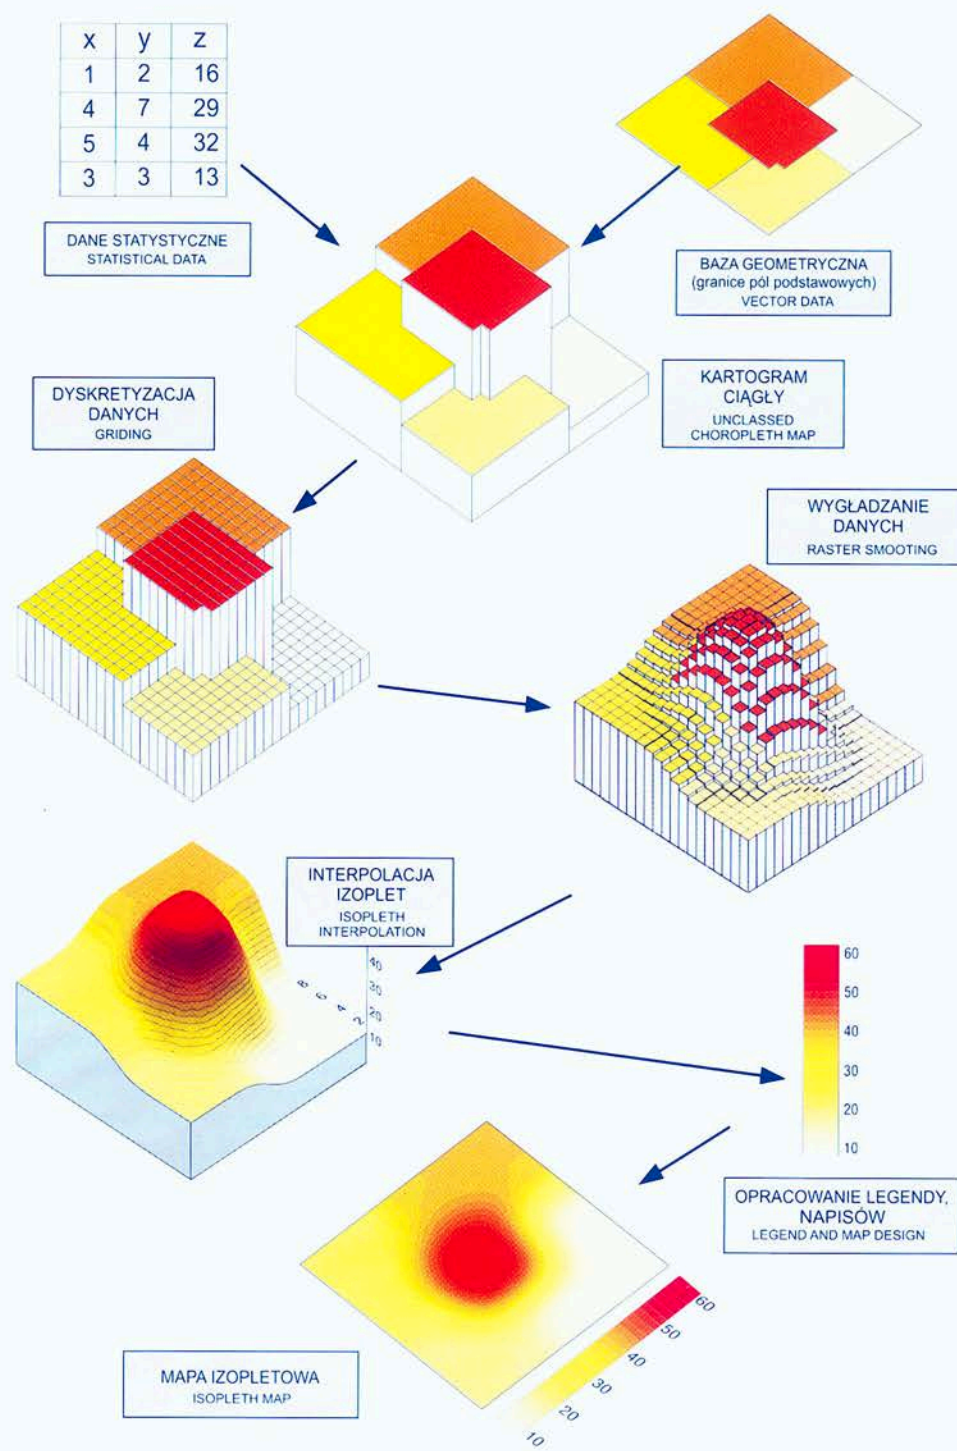 x y z
1 2 16
4 7 29
5 4 32
3 3 13
DANE STATYSTYCZNE
STATISTICAL DATA
BAZA GEOMETRYCZNA
(granice pól podstawowych)
VECTOR DATA
KARTOGRAM
CIĄGŁY
UNCLASSED
CHOROPLETH MAP
DYSKRETYZACJA
DANYCH
GRIDING
WYGŁADZANIE
DANYCH
RASTER SMOOTING
INTERPOLACJA
IZOPLET
ISOPLETH
INTERPOLATION
40
30
20
10
8
6
4
2
60
50
40
30
20
10
OPRACOWANIE LEGENDY,
NAPISÓW
LEGEND AND MAP DESIGN
60
50
40
30
20
10
MAPA IZOPLETOWA
ISOPLETH MAP